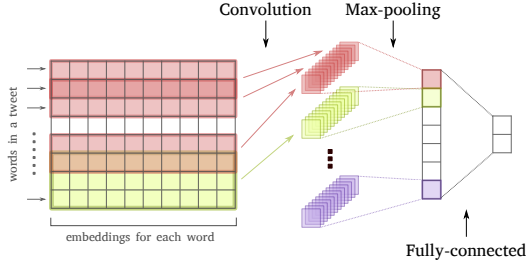 Convolution
Max-pooling
words in a tweet
embeddings for each word
Fully-connected